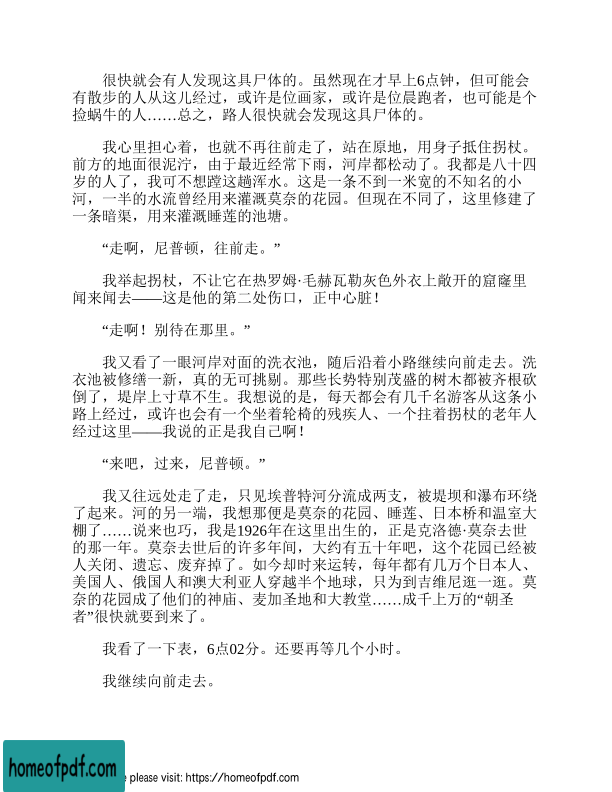 很快就会有人发现这具尸体的。虽然现在才早上6点钟，但可能会
有散步的人从这儿经过，或许是位画家，或许是位晨跑者，也可能是个
捡蜗牛的人……总之，路人很快就会发现这具尸体的。
我心里担心着，也就不再往前走了，站在原地，用身子抵住拐杖。
前方的地面很泥泞，由于最近经常下雨，河岸都松动了。我都是八十四
岁的人了，我可不想蹚这趟浑水。这是一条不到一米宽的不知名的小
河，一半的水流曾经用来灌溉莫奈的花园。但现在不同了，这里修建了
一条暗渠，用来灌溉睡莲的池塘。
“走啊，尼普顿，往前走。”
我举起拐杖，不让它在热罗姆·毛赫瓦勒灰色外衣上敞开的窟窿里
闻来闻去——这是他的第二处伤口，正中心脏！
“走啊！别待在那里。”
我又看了一眼河岸对面的洗衣池，随后沿着小路继续向前走去。洗
衣池被修缮一新，真的无可挑剔。那些长势特别茂盛的树木都被齐根砍
倒了，堤岸上寸草不生。我想说的是，每天都会有几千名游客从这条小
路上经过，或许也会有一个坐着轮椅的残疾人、一个拄着拐杖的老年人
经过这里——我说的正是我自己啊！
“来吧，过来，尼普顿。”
我又往远处走了走，只见埃普特河分流成两支，被堤坝和瀑布环绕
了起来。河的另一端，我想那便是莫奈的花园、睡莲、日本桥和温室大
棚了……说来也巧，我是1926年在这里出生的，正是克洛德·莫奈去世
的那一年。莫奈去世后的许多年间，大约有五十年吧，这个花园已经被
人关闭、遗忘、废弃掉了。如今却时来运转，每年都有几万个日本人、
美国人、俄国人和澳大利亚人穿越半个地球，只为到吉维尼逛一逛。莫
奈的花园成了他们的神庙、麦加圣地和大教堂……成千上万的“朝圣
者”很快就要到来了。
我看了一下表，6点02分。还要再等几个小时。
我继续向前走去。
homeofpdf.com
e please visit: https://homeofpdf.com